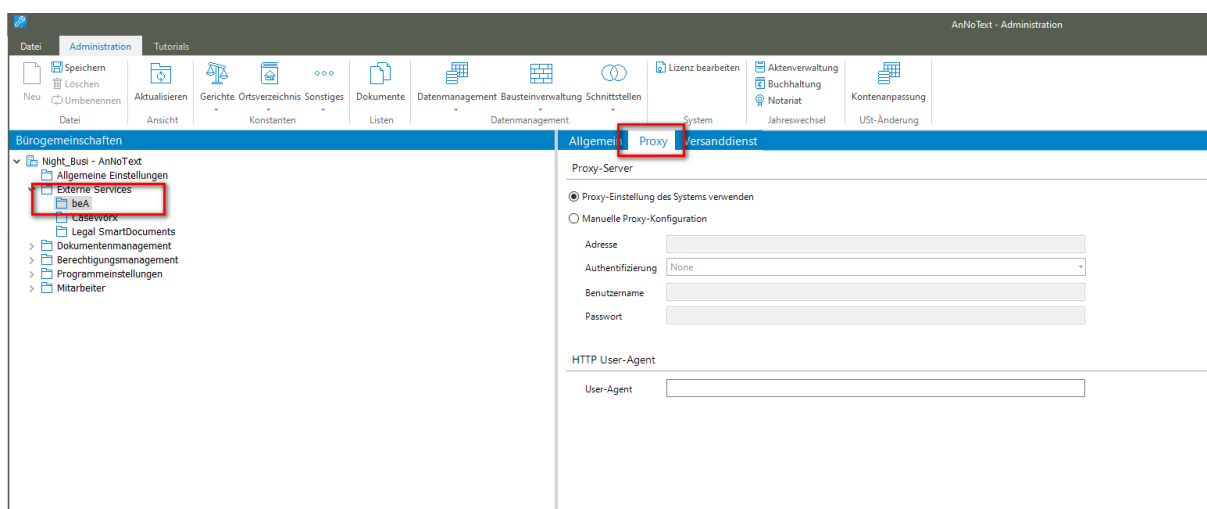 AnNoText - Administration
Datei Administration Tutorials
Neu
Speichern
Löschen
Umbenennen
Datei
Aktualisieren
Ansicht
Gerichte Ortsverzeichnis Sonstiges
Konstanten
Dokumente
Listen
Datenmanagement Bausteinverwaltung Schnittstellen
Datenmanagement
Lizenz bearbeiten
System
Aktenverwaltung
Buchhaltung
Notariat
Jahreswechsel
Kontenanpassung
USt-Änderung
Bürogemeinschaften
Night_Busi - AnNoText
Allgemeine Einstellungen
Externe Services
beA
CaseWorx
Legal SmartDocuments
Dokumentenmanagement
Berechtigungsmanagement
Programmeinstellungen
Mitarbeiter
Allgemein Proxy Versanddienst
Proxy-Server
Proxy-Einstellung des Systems verwenden
Manuelle Proxy-Konfiguration
Adresse
Authentifizierung None
Benutzername
Passwort
HTTP User-Agent
User-Agent